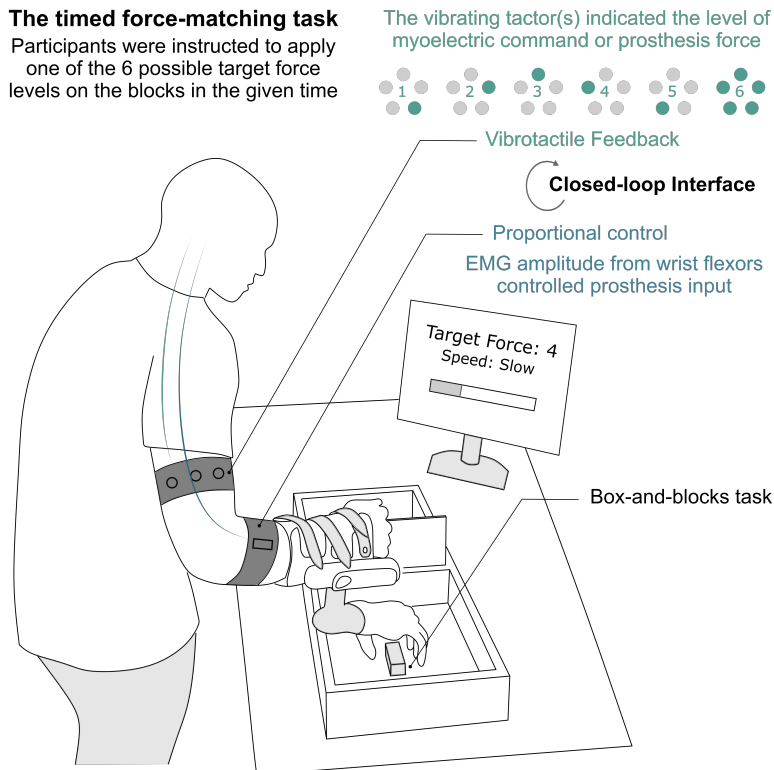 The timed force-matching task
Participants were instructed to apply
one of the 6 possible target force
levels on the blocks in the given time
The vibrating tactor(s) indicated the level of
myoelectric command or prosthesis force
1 2 3 4 5 6
Vibrotactile Feedback
Closed-loop Interface
Proportional control
EMG amplitude from wrist flexors
controlled prosthesis input
Target Force: 4
Speed: Slow
Box-and-blocks task